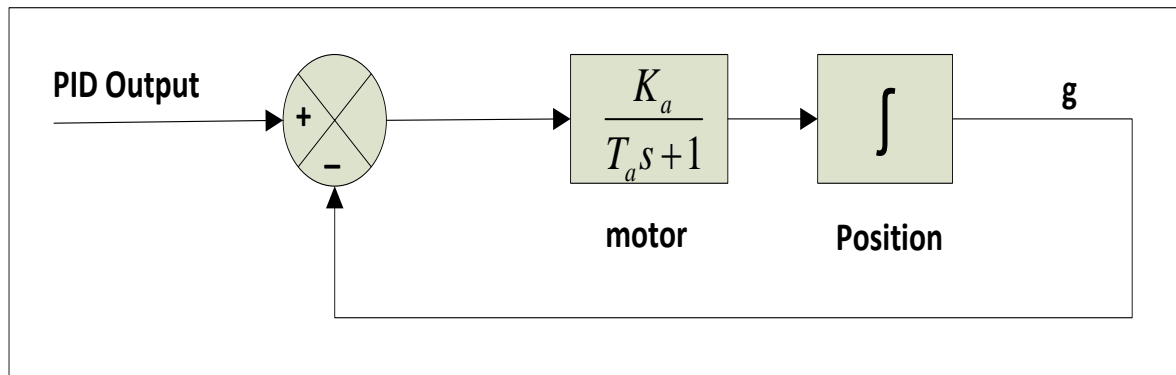 PID Output
+
−
K_a
T_a s + 1
∫
g
motor
Position